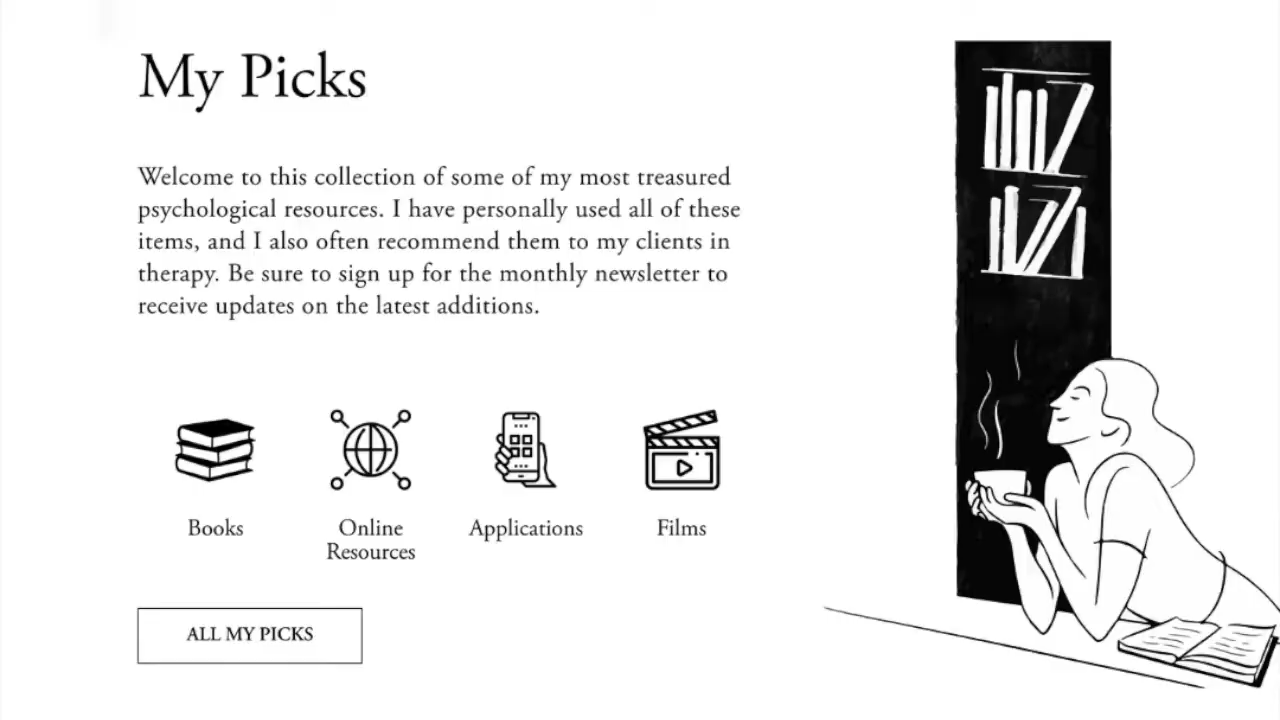 My Picks
Welcome to this collection of some of my most treasured
psychological resources. I have personally used all of these
items, and I also often recommend them to my clients in
therapy. Be sure to sign up for the monthly newsletter to
receive updates on the latest additions.
Books
Online
Resources
Applications
Films
ALL MY PICKS